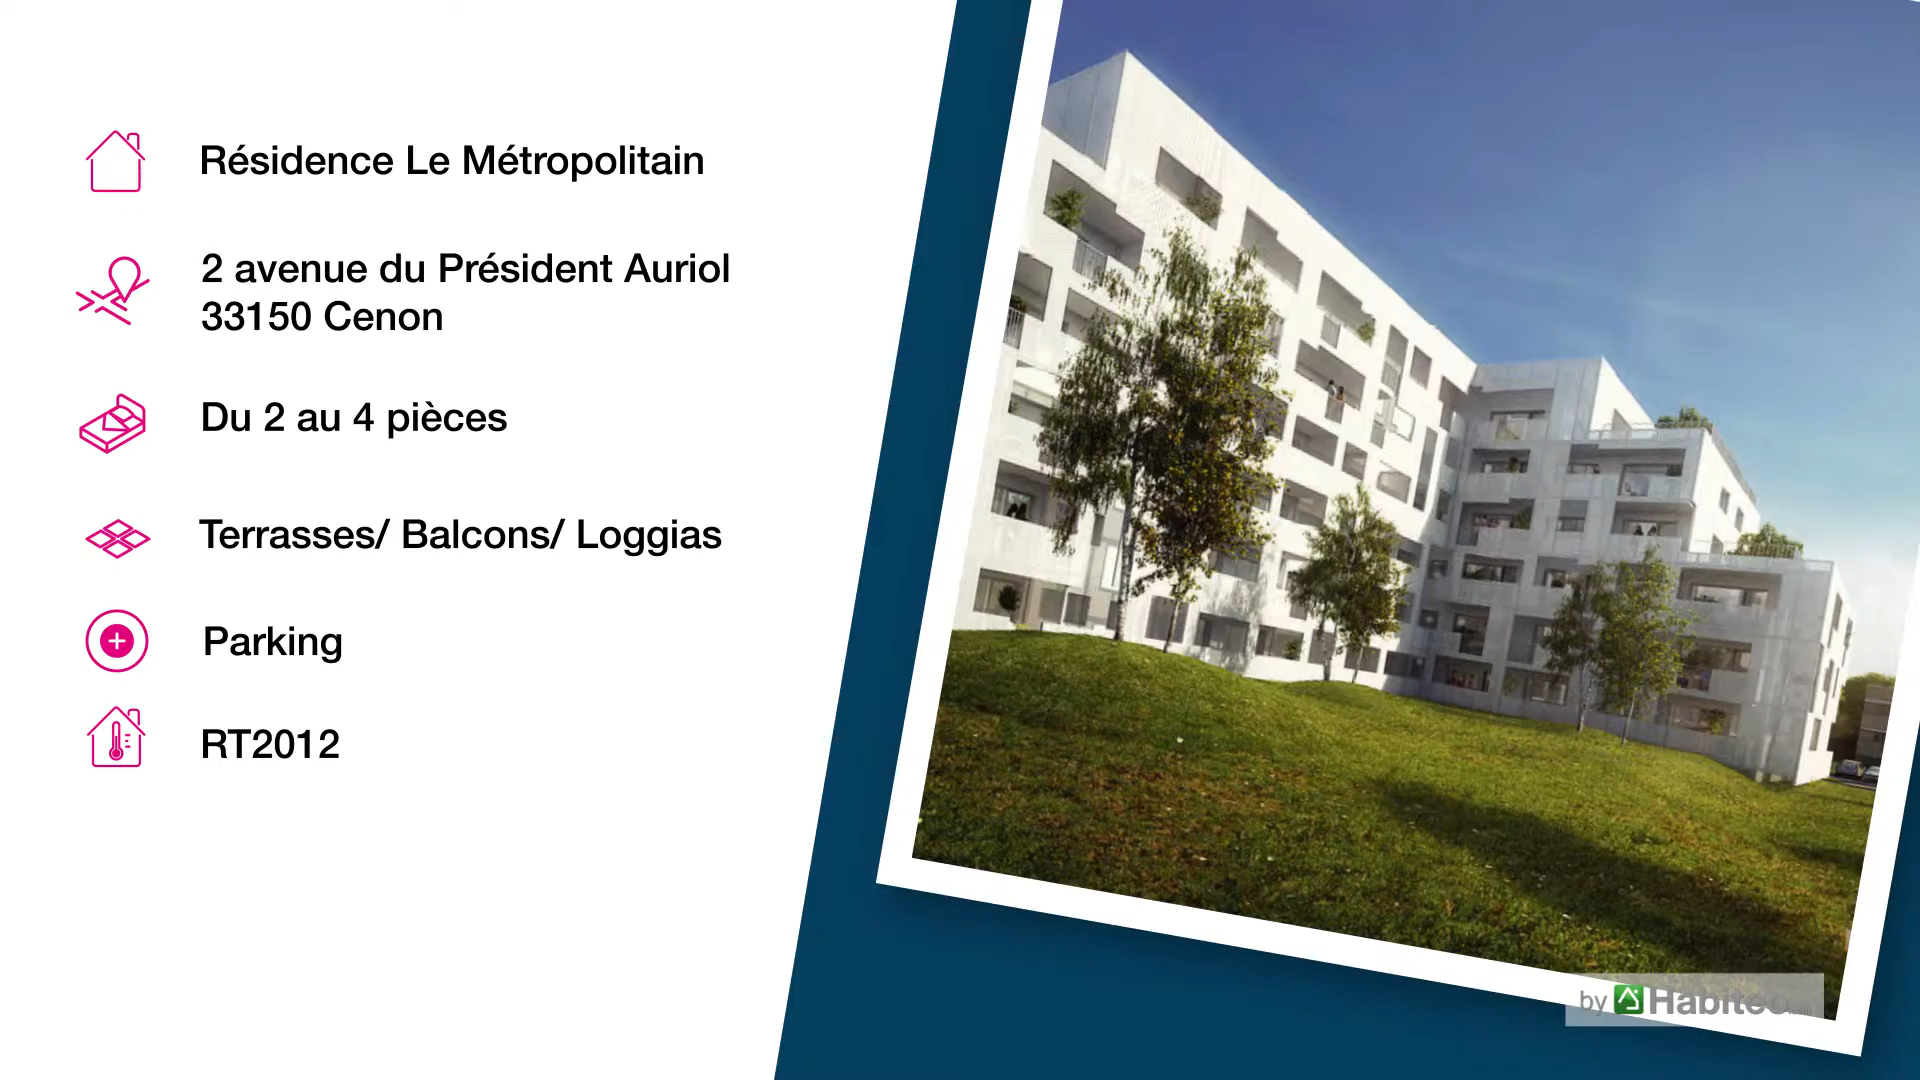 Résidence Le Métropolitain
2 avenue du Président Auriol
33150 Cenon
Du 2 au 4 pièces
Terrasses/ Balcons/ Loggias
Parking
RT2012
by Habiteo